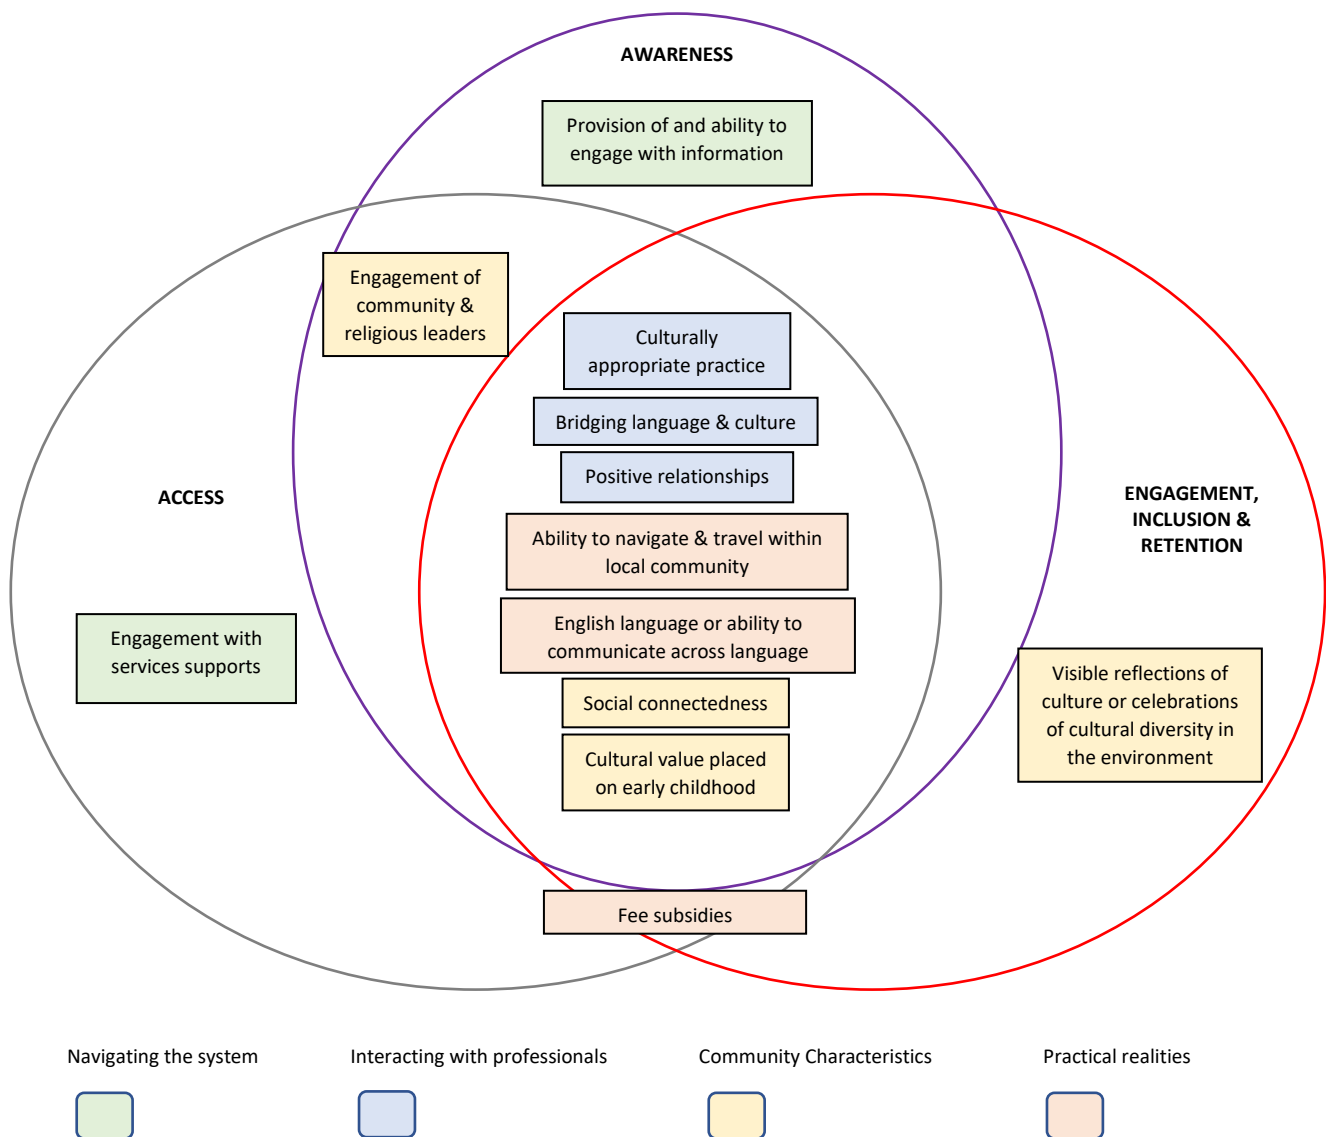 AWARENESS
Provision of and ability to
engage with information
Engagement of
community &
religious leaders
Culturally
appropriate practice
Bridging language & culture
Positive relationships
ACCESS
ENGAGEMENT,
INCLUSION &
RETENTION
Ability to navigate & travel within
local community
English language or ability to
communicate across language
Engagement with
services supports
Social connectedness
Cultural value placed
on early childhood
Visible reflections of
culture or celebrations
of cultural diversity in
the environment
Fee subsidies
Navigating the system
Interacting with professionals
Community Characteristics
Practical realities